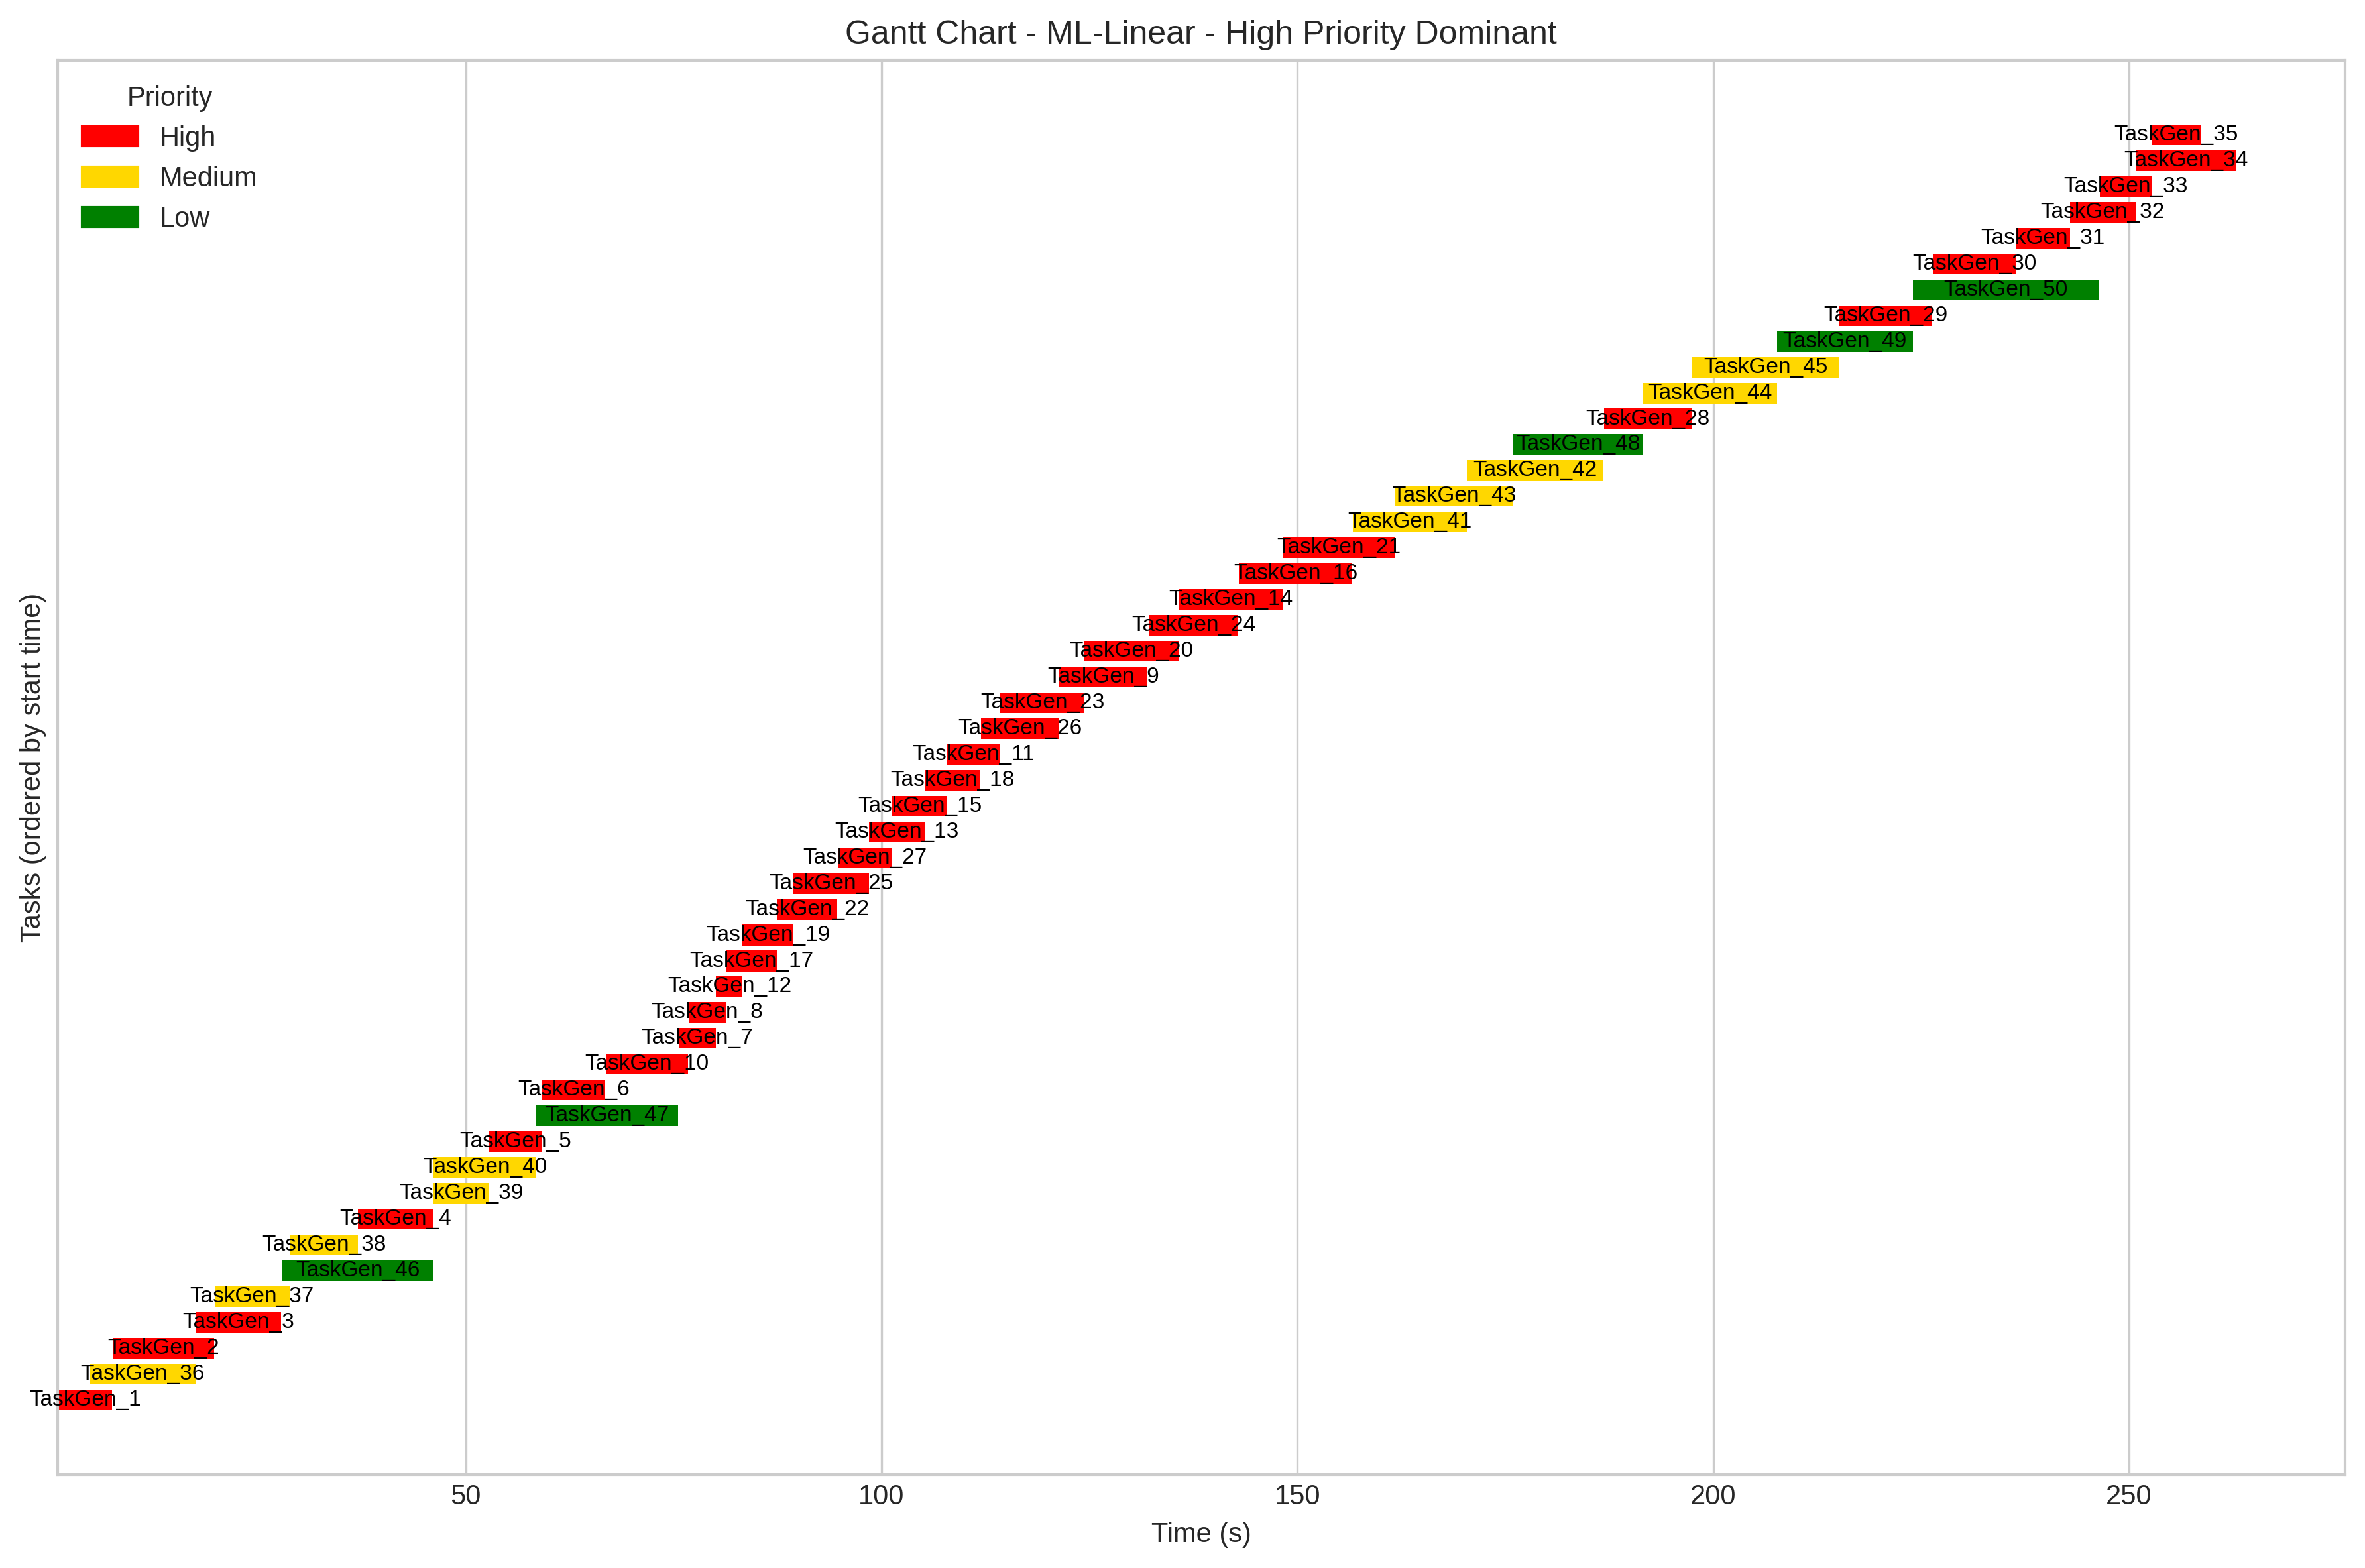 Gantt Chart - ML-Linear - High Priority Dominant
Priority
High
Medium
Low
TaskGen_35
TaskGen_34
TaskGen_33
TaskGen_32
TaskGen_31
TaskGen_30
TaskGen_50
TaskGen_29
TaskGen_49
TaskGen_45
TaskGen_44
TaskGen_28
TaskGen_48
TaskGen_42
TaskGen_43
TaskGen_41
TaskGen_21
TaskGen_16
TaskGen_14
TaskGen_24
TaskGen_20
TaskGen_9
TaskGen_23
TaskGen_26
TaskGen_11
TaskGen_18
TaskGen_15
TaskGen_13
TaskGen_27
TaskGen_25
TaskGen_22
TaskGen_19
TaskGen_17
TaskGen_12
TaskGen_8
TaskGen_7
TaskGen_10
TaskGen_6
TaskGen_47
TaskGen_5
TaskGen_40
TaskGen_39
TaskGen_4
TaskGen_38
TaskGen_46
TaskGen_37
TaskGen_3
TaskGen_2
TaskGen_36
TaskGen_1
Tasks (ordered by start time)
50 100 150 200 250
Time (s)